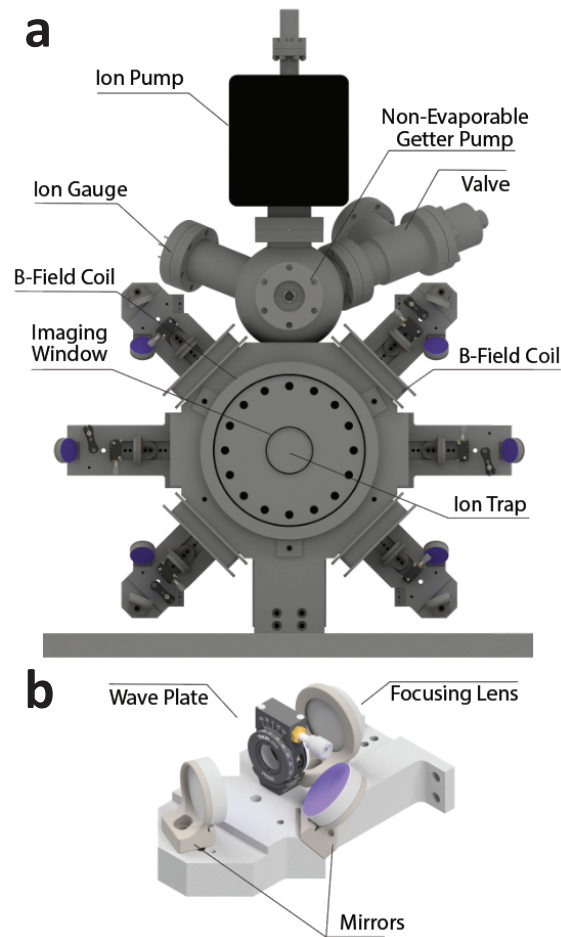 a
Ion Pump
Non-Evaporable
Getter Pump
Valve
Ion Gauge
B-Field Coil
Imaging
Window
B-Field Coil
Ion Trap
b
Wave Plate
Focusing Lens
Mirrors